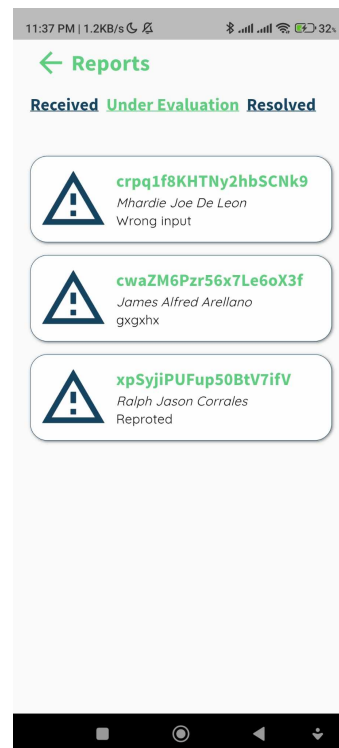 11:37 PM | 1.2KB/s 32%
Reports
Received Under Evaluation Resolved
crpq1f8KHTNy2hbSCNk9
Mhardie Joe De Leon
Wrong input
cwaZM6Pzr56x7Le6oX3f
James Alfred Arellano
gxgxhx
xpSyjiPUFup50BtV7ifV
Ralph Jason Corrales
Reproted